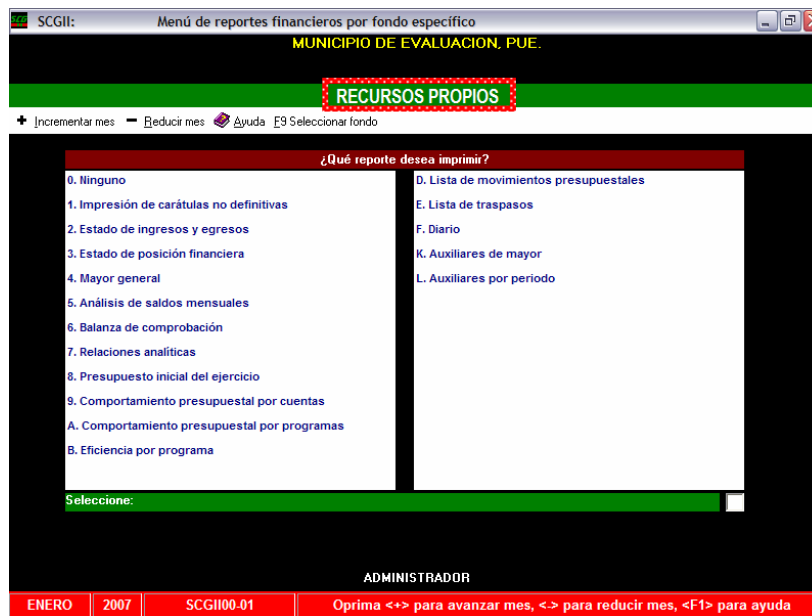 SCGII: Menú de reportes financieros por fondo específico
MUNICIPIO DE EVALUACION, PUE.
RECURSOS PROPIOS
+ Incrementar mes - Reducir mes Ayuda F9 Seleccionar fondo
¿Qué reporte desea imprimir?
0. Ninguno
1. Impresión de carátulas no definitivas
2. Estado de ingresos y egresos
3. Estado de posición financiera
4. Mayor general
5. Análisis de saldos mensuales
6. Balanza de comprobación
7. Relaciones analíticas
8. Presupuesto inicial del ejercicio
9. Comportamiento presupuestal por cuentas
A. Comportamiento presupuestal por programas
B. Eficiencia por programa
D. Lista de movimientos presupuestales
E. Lista de traspasos
F. Diario
K. Auxiliares de mayor
L. Auxiliares por periodo
Seleccione:
ADMINISTRADOR
ENERO 2007 SCGII00-01 Oprima <+> para avanzar mes, <-> para reducir mes, <F1> para ayuda